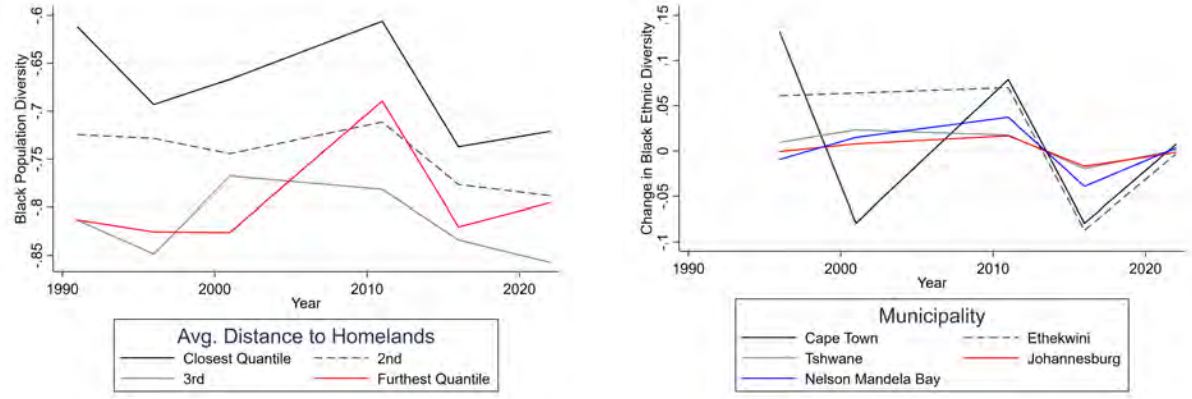 Black Population Diversity
-.6
-.65
-.7
-.75
-.8
-.85
1990 2000 2010 2020
Year
Avg. Distance to Homelands
Closest Quantile 2nd
3rd Furthest Quantile
Change in Black Ethnic Diversity
.15
.1
.05
0
-.05
-.1
1990 2000 2010 2020
Year
Municipality
Cape Town Ethekwini
Tshwane Johannesburg
Nelson Mandela Bay